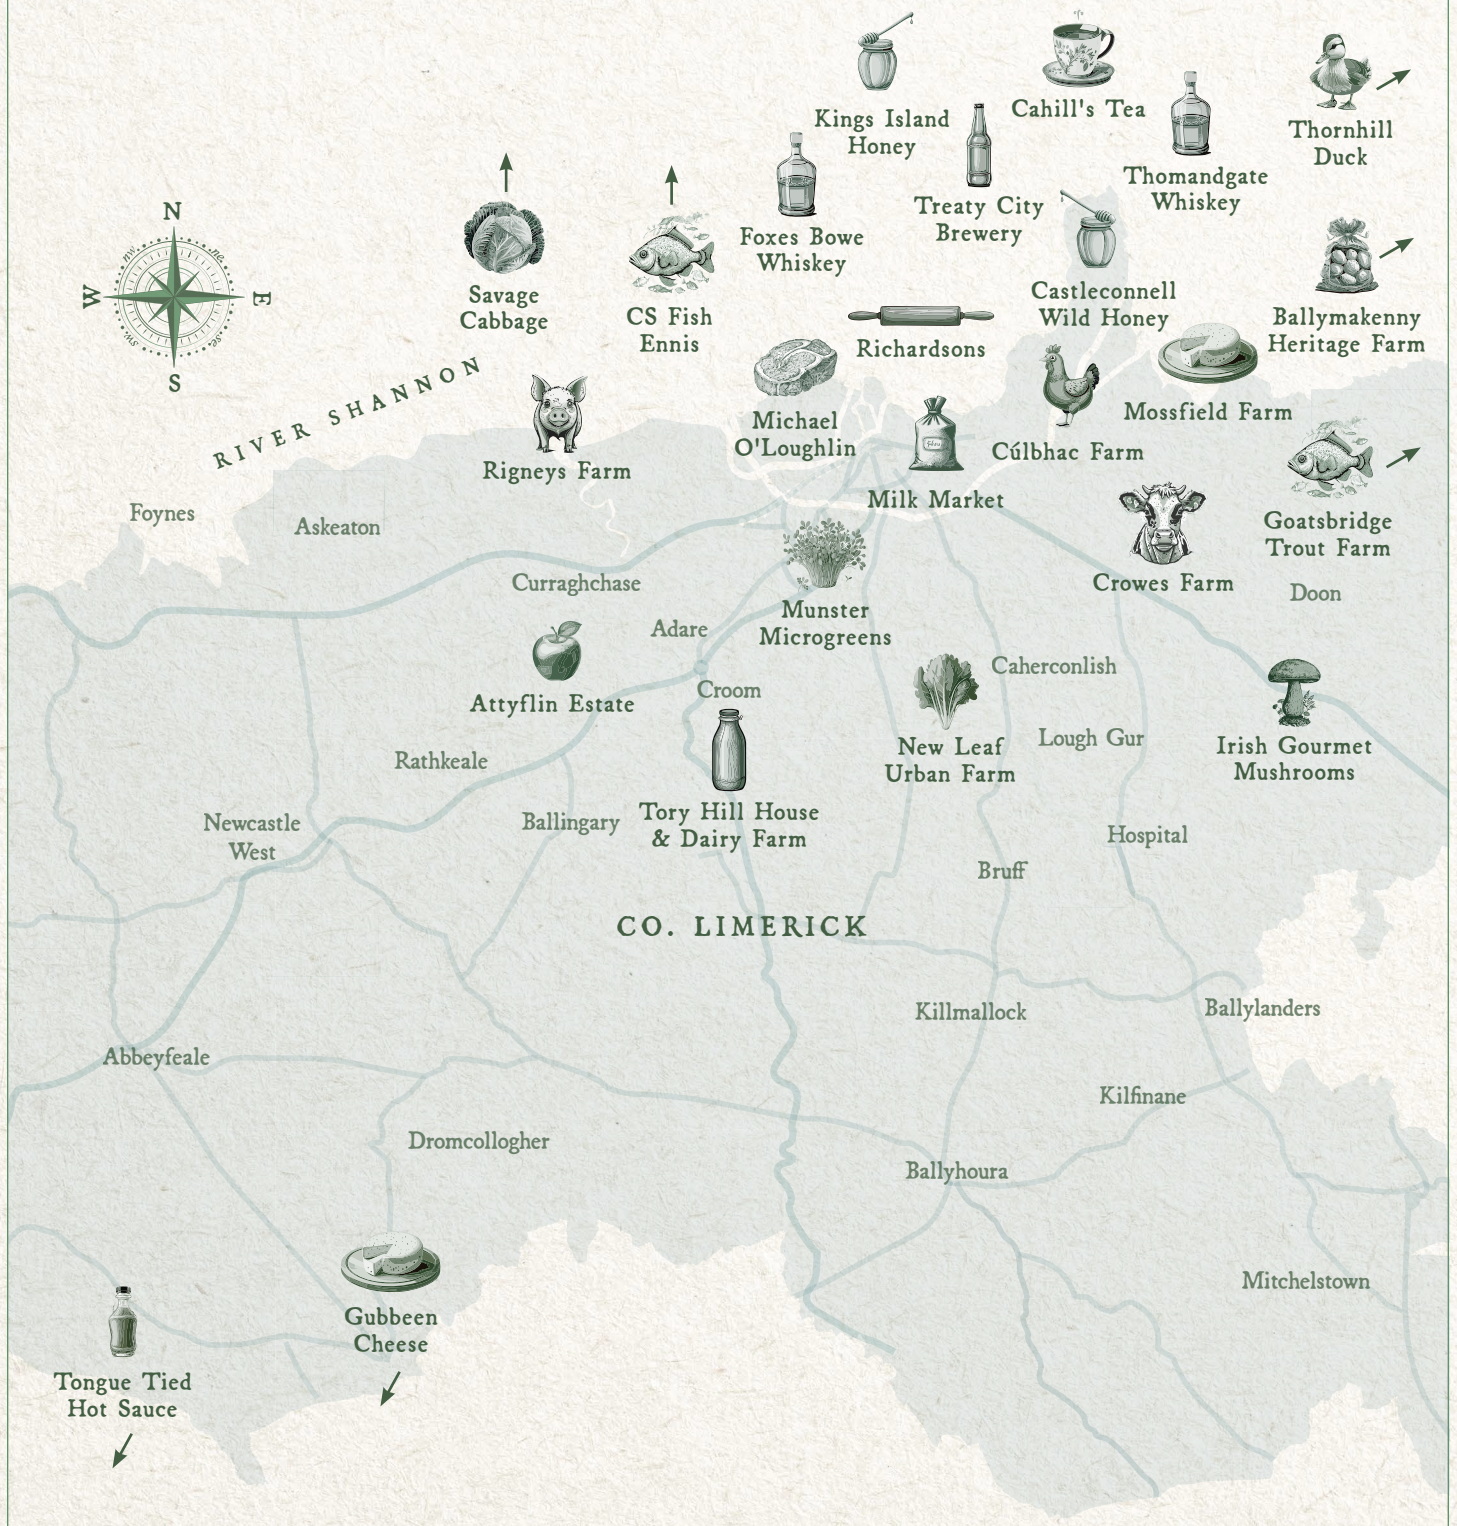 Kings Island
Honey
Cahill's Tea
Thornhill
Duck
Thomandgate
Whiskey
Treaty City
Brewery
Foxes Bowe
Whiskey
N
nw
ne
W
E
sw
se
S
Savage
Cabbage
CS Fish
Ennis
Castleconnell
Wild Honey
Ballymakenny
Heritage Farm
Richardsons
RIVER SHANNON
Michael
O'Loughlin
Mossfield Farm
Cúlbhac Farm
Rigneys Farm
Milk Market
Foynes
Askeaton
Goatsbridge
Trout Farm
Curraghchase
Crowes Farm
Doon
Munster
Microgreens
Adare
Caherconlish
Croom
Attyflin Estate
New Leaf
Urban Farm
Lough Gur
Irish Gourmet
Mushrooms
Rathkeale
Newcastle
West
Ballingary
Tory Hill House
& Dairy Farm
Hospital
Bruff
CO. LIMERICK
Killmallock
Ballylanders
Abbeyfeale
Kilfinane
Dromcollogher
Ballyhoura
Mitchelstown
Gubbeen
Cheese
Tongue Tied
Hot Sauce